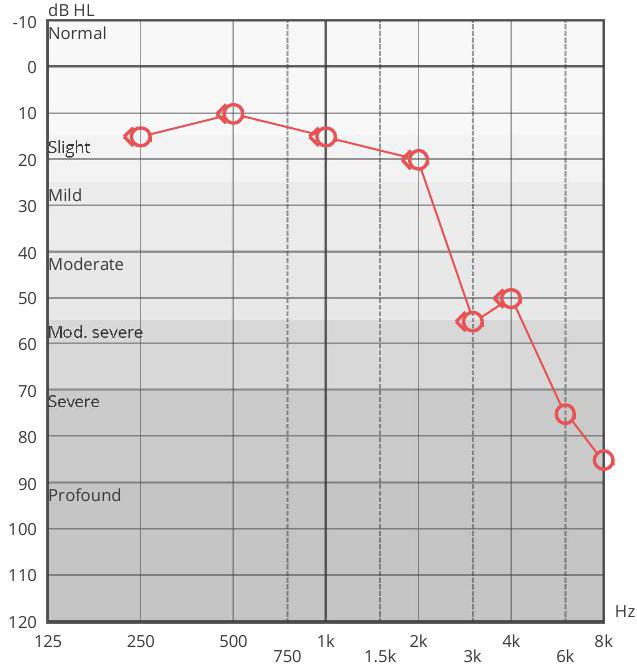 dB HL
-10
Normal
0
10
Slight
20
Mild
30
40
Moderate
50
Mod. severe
60
70
Severe
80
90
Profound
100
110
120
Hz
125 250 500 1k 2k 4k 8k
750 1.5k 3k 6k